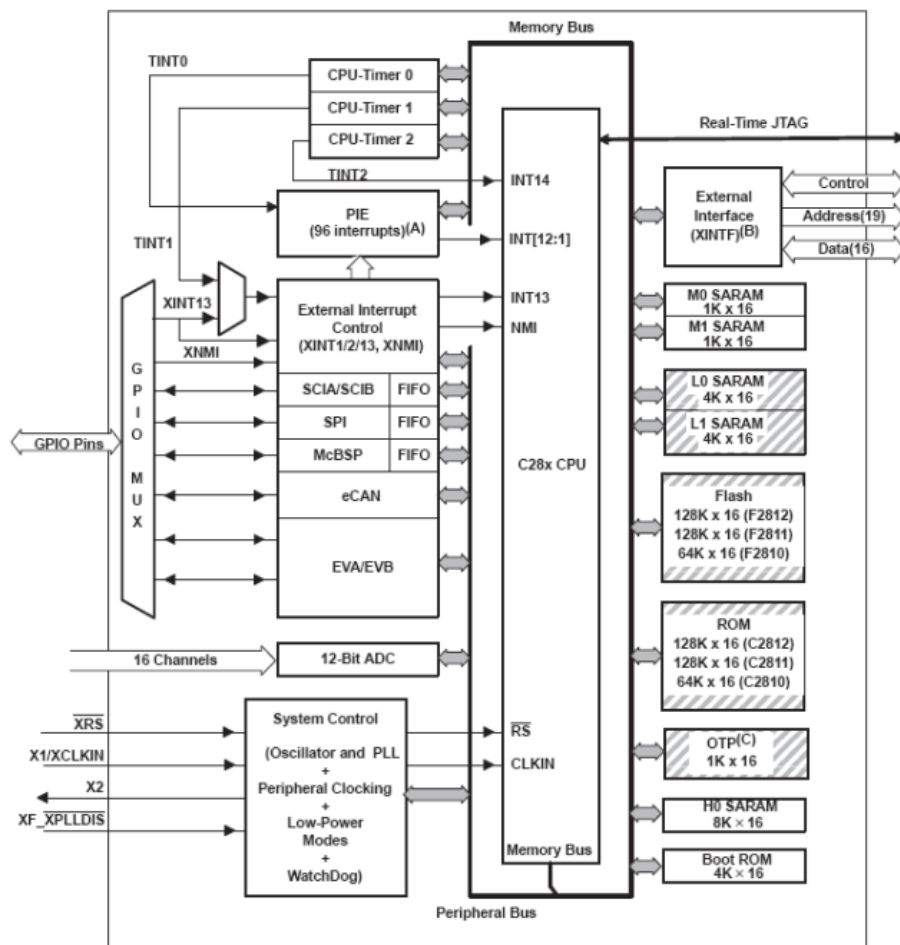 Memory Bus
TINT0
CPU-Timer 0
CPU-Timer 1
CPU-Timer 2
TINT2
Real-Time JTAG
INT14
PIE
(96 interrupts)(A)
INT[12:1]
External
Interface
(XINTF)(B)
Control
Address(19)
Data(16)
TINT1
XINT13
External Interrupt
Control
(XINT1/2/13, XNMI)
INT13
NMI
XNMI
M0 SARAM
1K x 16
M1 SARAM
1K x 16
GPIO MUX
GPIO Pins
SCIA/SCIB FIFO
SPI FIFO
McBSP FIFO
eCAN
EVA/EVB
C28x CPU
L0 SARAM
4K x 16
L1 SARAM
4K x 16
Flash
128K x 16 (F2812)
128K x 16 (F2811)
64K x 16 (F2810)
16 Channels
12-Bit ADC
ROM
128K x 16 (C2812)
128K x 16 (C2811)
64K x 16 (C2810)
XRS
X1/XCLKIN
X2
XF_XPLLDIS
System Control
(Oscillator and PLL
+
Peripheral Clocking
+
Low-Power
Modes
+
WatchDog)
RS
CLKIN
Memory Bus
OTP(C)
1K x 16
H0 SARAM
8K × 16
Boot ROM
4K × 16
Peripheral Bus